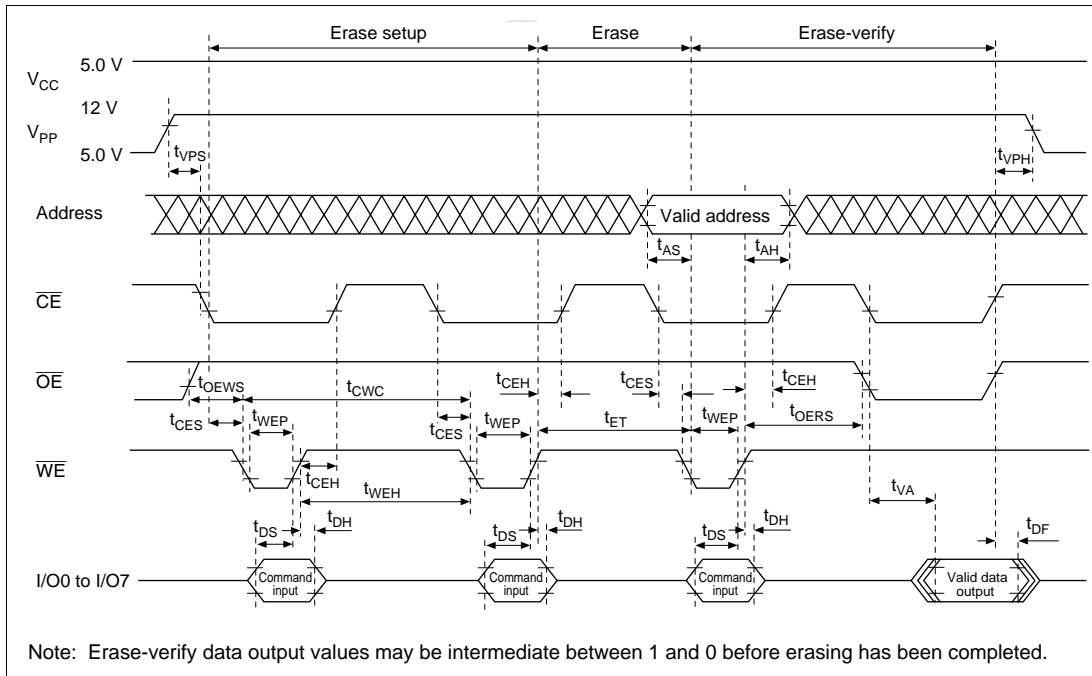 Erase setup
Erase
Erase-verify
5.0 V
VCC
12 V
VPP
5.0 V
tVPS
tVPH
Address
Valid address
tAS
tAH
CE
OE
tOEWS
tCWC
tCEH
tCES
tCEH
tCES
tWEP
tCES
tWEP
tET
tWEP
tOERS
WE
tCEH
tWEH
tVA
tDS
tDH
tDS
tDH
tDS
tDH
tDF
I/O0 to I/O7
Command
input
Command
input
Command
input
Valid data
output
Note: Erase-verify data output values may be intermediate between 1 and 0 before erasing has been completed.